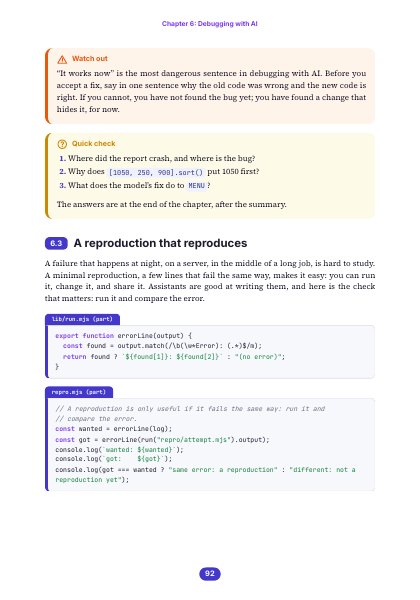 Chapter 6: Debugging with AI
Watch out
“It works now” is the most dangerous sentence in debugging with AI. Before you
accept a fix, say in one sentence why the old code was wrong and the new code is
right. If you cannot, you have not found the bug yet; you have found a change that
hides it, for now.
Quick check
1. Where did the report crash, and where is the bug?
2. Why does [1050, 250, 900].sort() put 1050 first?
3. What does the model’s fix do to MENU?
The answers are at the end of the chapter, after the summary.
6.3 A reproduction that reproduces
A failure that happens at night, on a server, in the middle of a long job, is hard to study.
A minimal reproduction, a few lines that fail the same way, makes it easy: you can run
it, change it, and share it. Assistants are good at writing them, and here is the check
that matters: run it and compare the error.
lib/run.mjs (part)
export function errorLine(output) {
const found = output.match(/\b(\w*Error): (.*)$/m);
return found ? `${found[1]}: ${found[2]}` : "(no error)";
}
repro.mjs (part)
// A reproduction is only useful if it fails the same way: run it and
// compare the error.
const wanted = errorLine(log);
const got = errorLine(run("repro/attempt.mjs").output);
console.log(`wanted: ${wanted}`);
console.log(`got:    ${got}`);
console.log(got === wanted ? "same error: a reproduction" : "different: not a
reproduction yet");
92